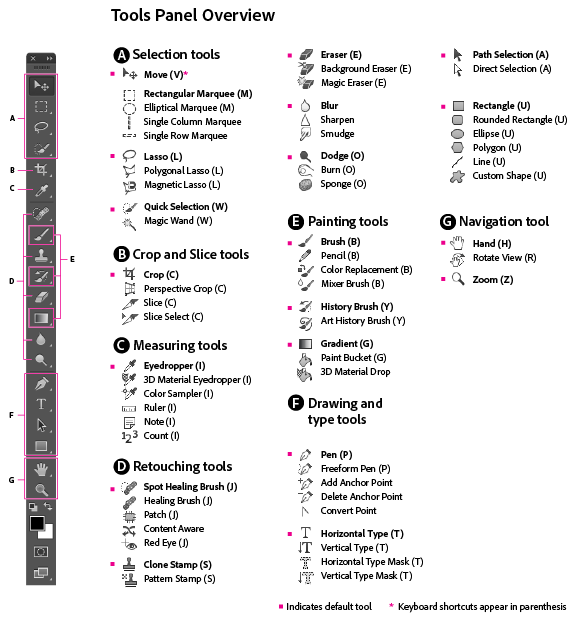 Tools Panel Overview
A Selection tools
Move (V)*
Rectangular Marquee (M)
Elliptical Marquee (M)
Single Column Marquee
Single Row Marquee
Lasso (L)
Polygonal Lasso (L)
Magnetic Lasso (L)
Quick Selection (W)
Magic Wand (W)
B Crop and Slice tools
Crop (C)
Perspective Crop (C)
Slice (C)
Slice Select (C)
C Measuring tools
Eyedropper (I)
3D Material Eyedropper (I)
Color Sampler (I)
Ruler (I)
Note (I)
123 Count (I)
D Retouching tools
Spot Healing Brush (J)
Healing Brush (J)
Patch (J)
Content Aware
Red Eye (J)
Clone Stamp (S)
Pattern Stamp (S)
Eraser (E)
Background Eraser (E)
Magic Eraser (E)
Blur
Sharpen
Smudge
Dodge (O)
Burn (O)
Sponge (O)
E Painting tools
Brush (B)
Pencil (B)
Color Replacement (B)
Mixer Brush (B)
History Brush (Y)
Art History Brush (Y)
Gradient (G)
Paint Bucket (G)
3D Material Drop
F Drawing and
type tools
Pen (P)
Freeform Pen (P)
Add Anchor Point
Delete Anchor Point
Convert Point
T Horizontal Type (T)
T Vertical Type (T)
T Horizontal Type Mask (T)
T Vertical Type Mask (T)
Path Selection (A)
Direct Selection (A)
Rectangle (U)
Rounded Rectangle (U)
Ellipse (U)
Polygon (U)
Line (U)
Custom Shape (U)
G Navigation tool
Hand (H)
Rotate View (R)
Zoom (Z)
A
B
C
D
E
F
T
G
Indicates default tool
* Keyboard shortcuts appear in parenthesis